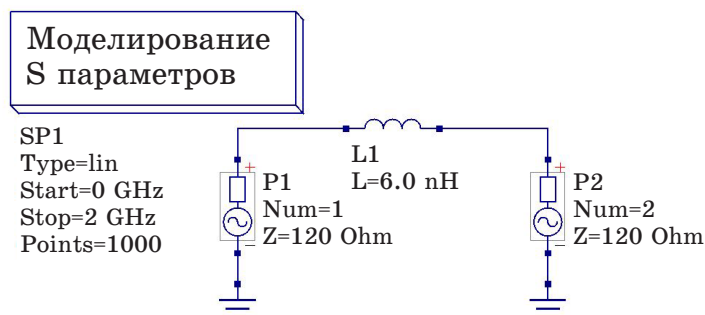 Моделирование
S параметров
SP1
Type=lin
Start=0 GHz
Stop=2 GHz
Points=1000
L1
L=6.0 nH
+
P1
Num=1
Z=120 Ohm
−
+
P2
Num=2
Z=120 Ohm
−